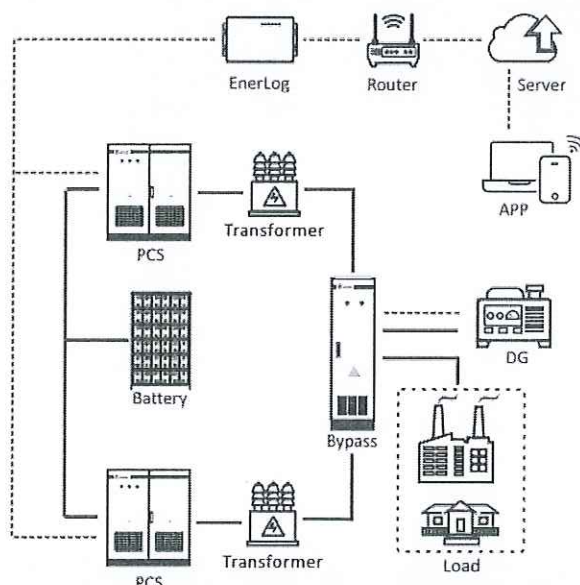 EnerLog
Router
Server
APP
PCS
Transformer
Battery
Bypass
DG
Load
Transformer
PCS